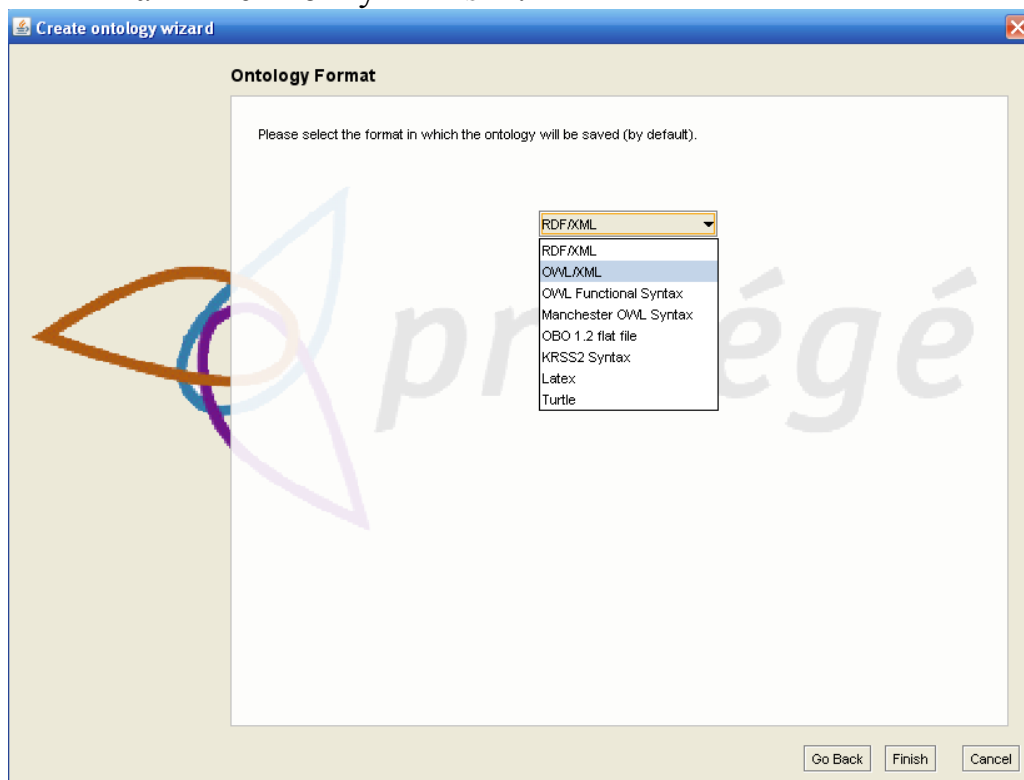 Create ontology wizard
Ontology Format
Please select the format in which the ontology will be saved (by default).
RDF/XML
RDF/XML
OWL/XML
OWL Functional Syntax
Manchester OWL Syntax
OBO 1.2 flat file
KRSS2 Syntax
Latex
Turtle
protégé
Go Back Finish Cancel